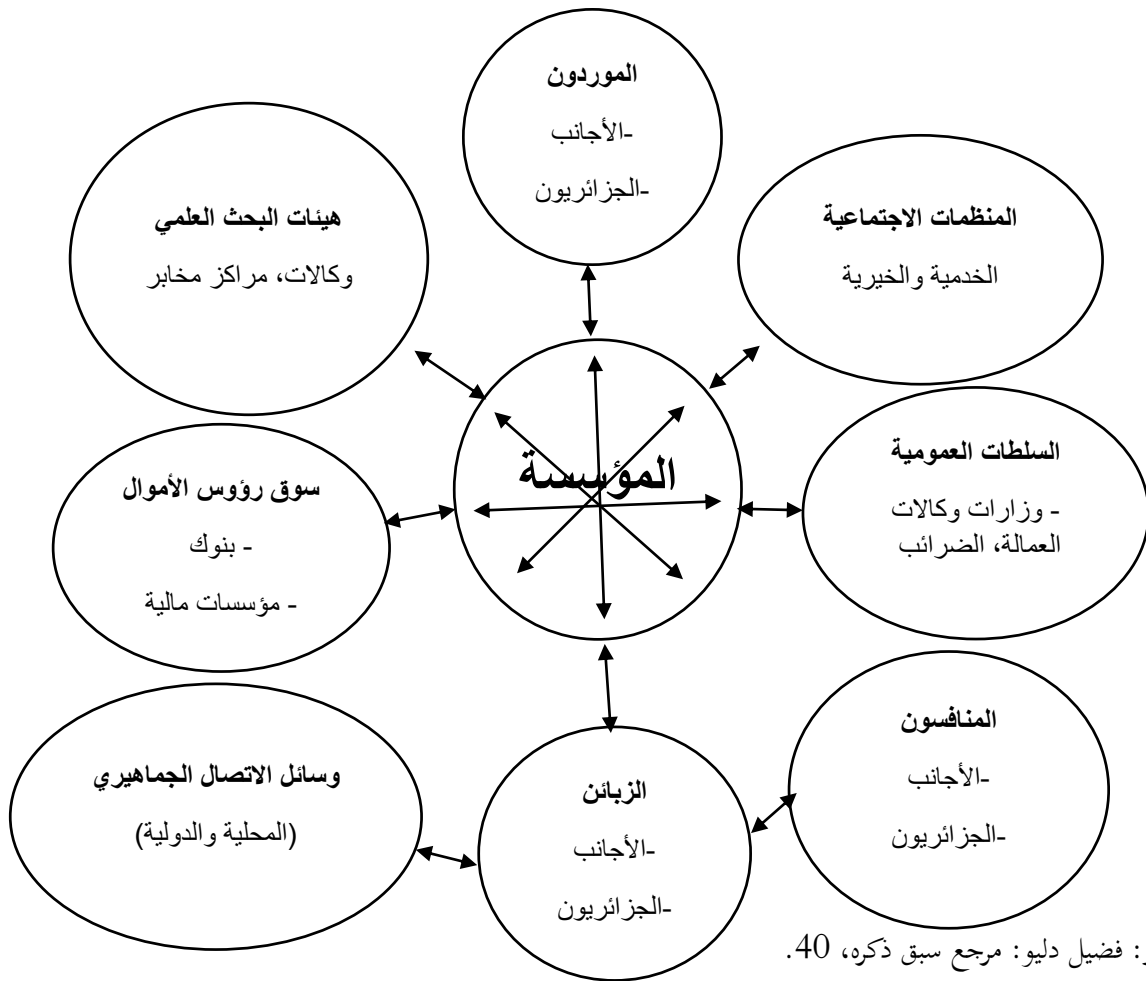 الموردون
-الأجانب
-الجزائريون
المنظمات الاجتماعية
الخدمية والخيرية
هيئات البحث العلمي
وكالات، مراكز مخابر
المؤسسة
السلطات العمومية
- وزارات وكالات
العمالة، الضرائب
سوق رؤوس الأموال
- بنوك
- مؤسسات مالية
المنافسون
-الأجانب
-الجزائريون
الزبائن
-الأجانب
-الجزائريون
وسائل الاتصال الجماهيري
(المحلية والدولية)
: فضيل دليو: مرجع سبق ذكره، 40.